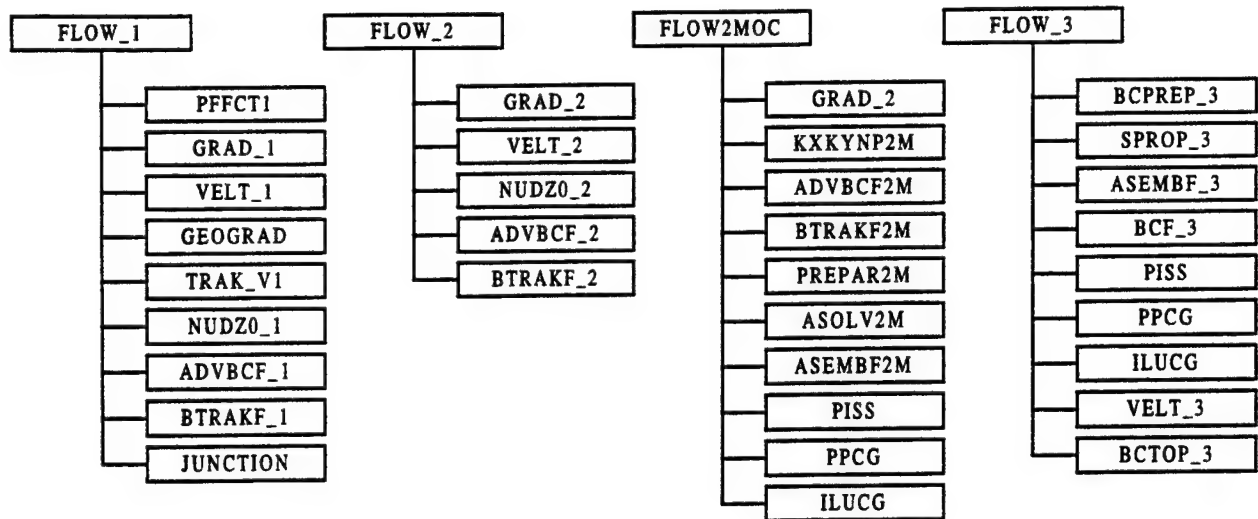 FLOW_1
PFFCT1
GRAD_1
VELT_1
GEOGRAD
TRAK_V1
NUDZ0_1
ADVBCF_1
BTRAKF_1
JUNCTION
FLOW_2
GRAD_2
VELT_2
NUDZ0_2
ADVBCF_2
BTRAKF_2
FLOW2MOC
GRAD_2
KXKYNP2M
ADVBCF2M
BTRAKF2M
PREPAR2M
ASOLV2M
ASEMBF2M
PISS
PPCG
ILUCG
FLOW_3
BCPREP_3
SPROP_3
ASEMBF_3
BCF_3
PISS
PPCG
ILUCG
VELT_3
BCTOP_3